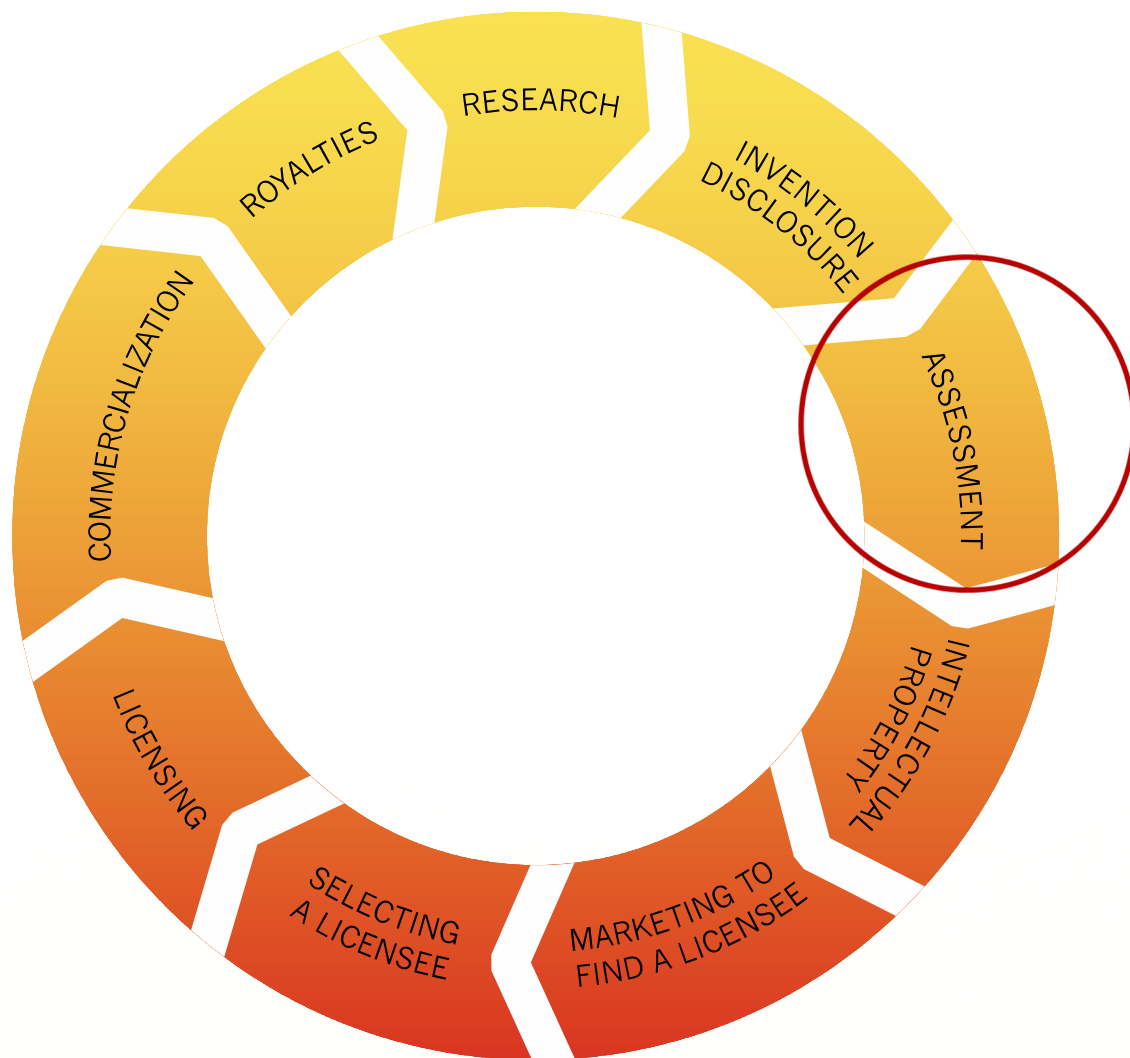 RESEARCH
INVENTION
DISCLOSURE
ASSESSMENT
INTELLECTUAL
PROPERTY
MARKETING TO
FIND A LICENSEE
SELECTING
A LICENSEE
LICENSING
COMMERCIALIZATION
ROYALTIES